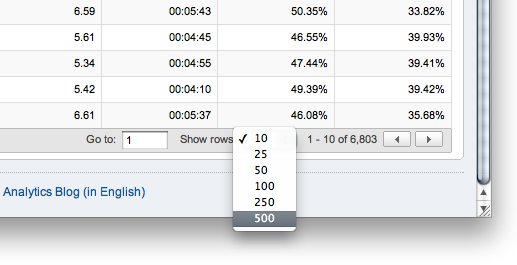 6.59 00:05:43 50.35% 33.82%
5.61 00:04:45 46.55% 39.93%
5.34 00:04:55 47.44% 39.41%
5.42 00:04:10 49.39% 39.42%
6.61 00:05:37 46.08% 35.68%
Go to: 1 Show rows ✓ 10 1 - 10 of 6,803
25
50
100
250
500
Analytics Blog (in English)